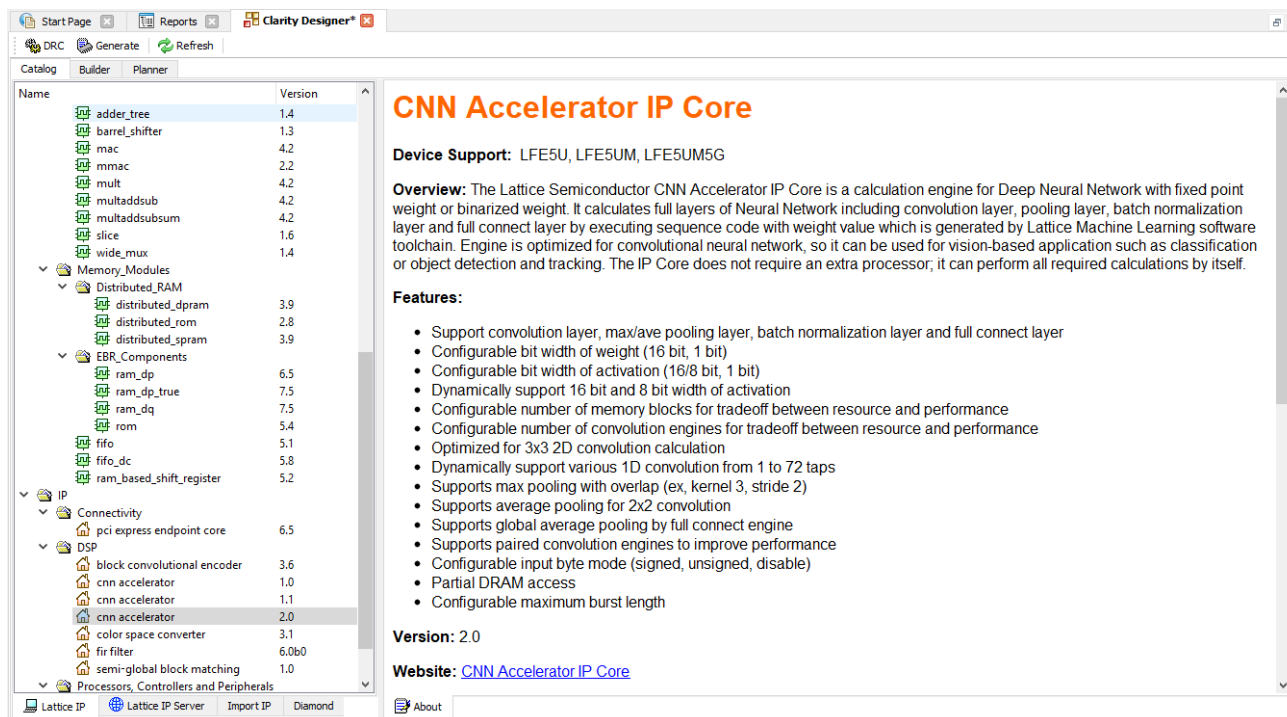 Start Page
Reports
Clarity Designer*
DRC
Generate
Refresh
Catalog
Builder
Planner
Name Version
adder_tree 1.4
barrel_shifter 1.3
mac 4.2
mmac 2.2
mult 4.2
multaddsub 4.2
multaddsubsum 4.2
slice 1.6
wide_mux 1.4
Memory_Modules
Distributed_RAM
distributed_dpram 3.9
distributed_rom 2.8
distributed_spram 3.9
EBR_Components
ram_dp 6.5
ram_dp_true 7.5
ram_dq 7.5
rom 5.4
fifo 5.1
fifo_dc 5.8
ram_based_shift_register 5.2
IP
Connectivity
pci express endpoint core 6.5
DSP
block convolutional encoder 3.6
cnn accelerator 1.0
cnn accelerator 1.1
cnn accelerator 2.0
color space converter 3.1
fir filter 6.0b0
semi-global block matching 1.0
Processors, Controllers and Peripherals
Lattice IP
Lattice IP Server
Import IP
Diamond
CNN Accelerator IP Core
Device Support: LFE5U, LFE5UM, LFE5UM5G
Overview: The Lattice Semiconductor CNN Accelerator IP Core is a calculation engine for Deep Neural Network with fixed point
weight or binarized weight. It calculates full layers of Neural Network including convolution layer, pooling layer, batch normalization
layer and full connect layer by executing sequence code with weight value which is generated by Lattice Machine Learning software
toolchain. Engine is optimized for convolutional neural network, so it can be used for vision-based application such as classification
or object detection and tracking. The IP Core does not require an extra processor; it can perform all required calculations by itself.
Features:
• Support convolution layer, max/ave pooling layer, batch normalization layer and full connect layer
• Configurable bit width of weight (16 bit, 1 bit)
• Configurable bit width of activation (16/8 bit, 1 bit)
• Dynamically support 16 bit and 8 bit width of activation
• Configurable number of memory blocks for tradeoff between resource and performance
• Configurable number of convolution engines for tradeoff between resource and performance
• Optimized for 3x3 2D convolution calculation
• Dynamically support various 1D convolution from 1 to 72 taps
• Supports max pooling with overlap (ex, kernel 3, stride 2)
• Supports average pooling for 2x2 convolution
• Supports global average pooling by full connect engine
• Supports paired convolution engines to improve performance
• Configurable input byte mode (signed, unsigned, disable)
• Partial DRAM access
• Configurable maximum burst length
Version: 2.0
Website: CNN Accelerator IP Core
About